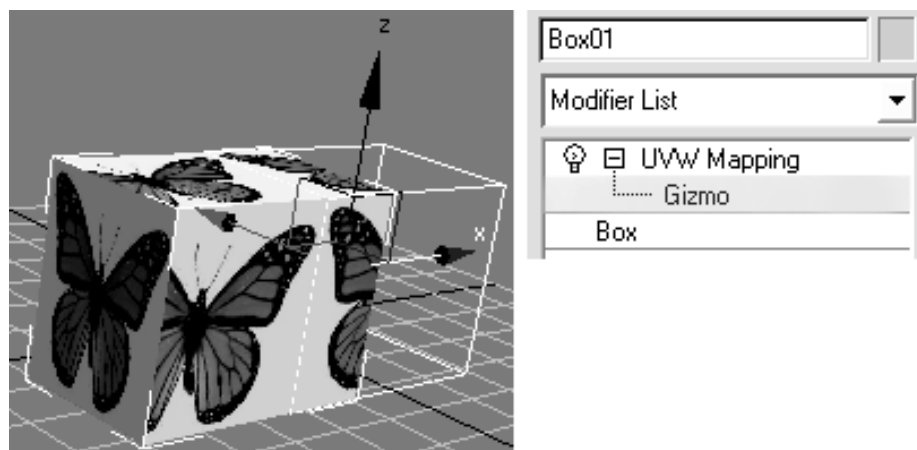 z
x
Box01
Modifier List
UVW Mapping
Gizmo
Box